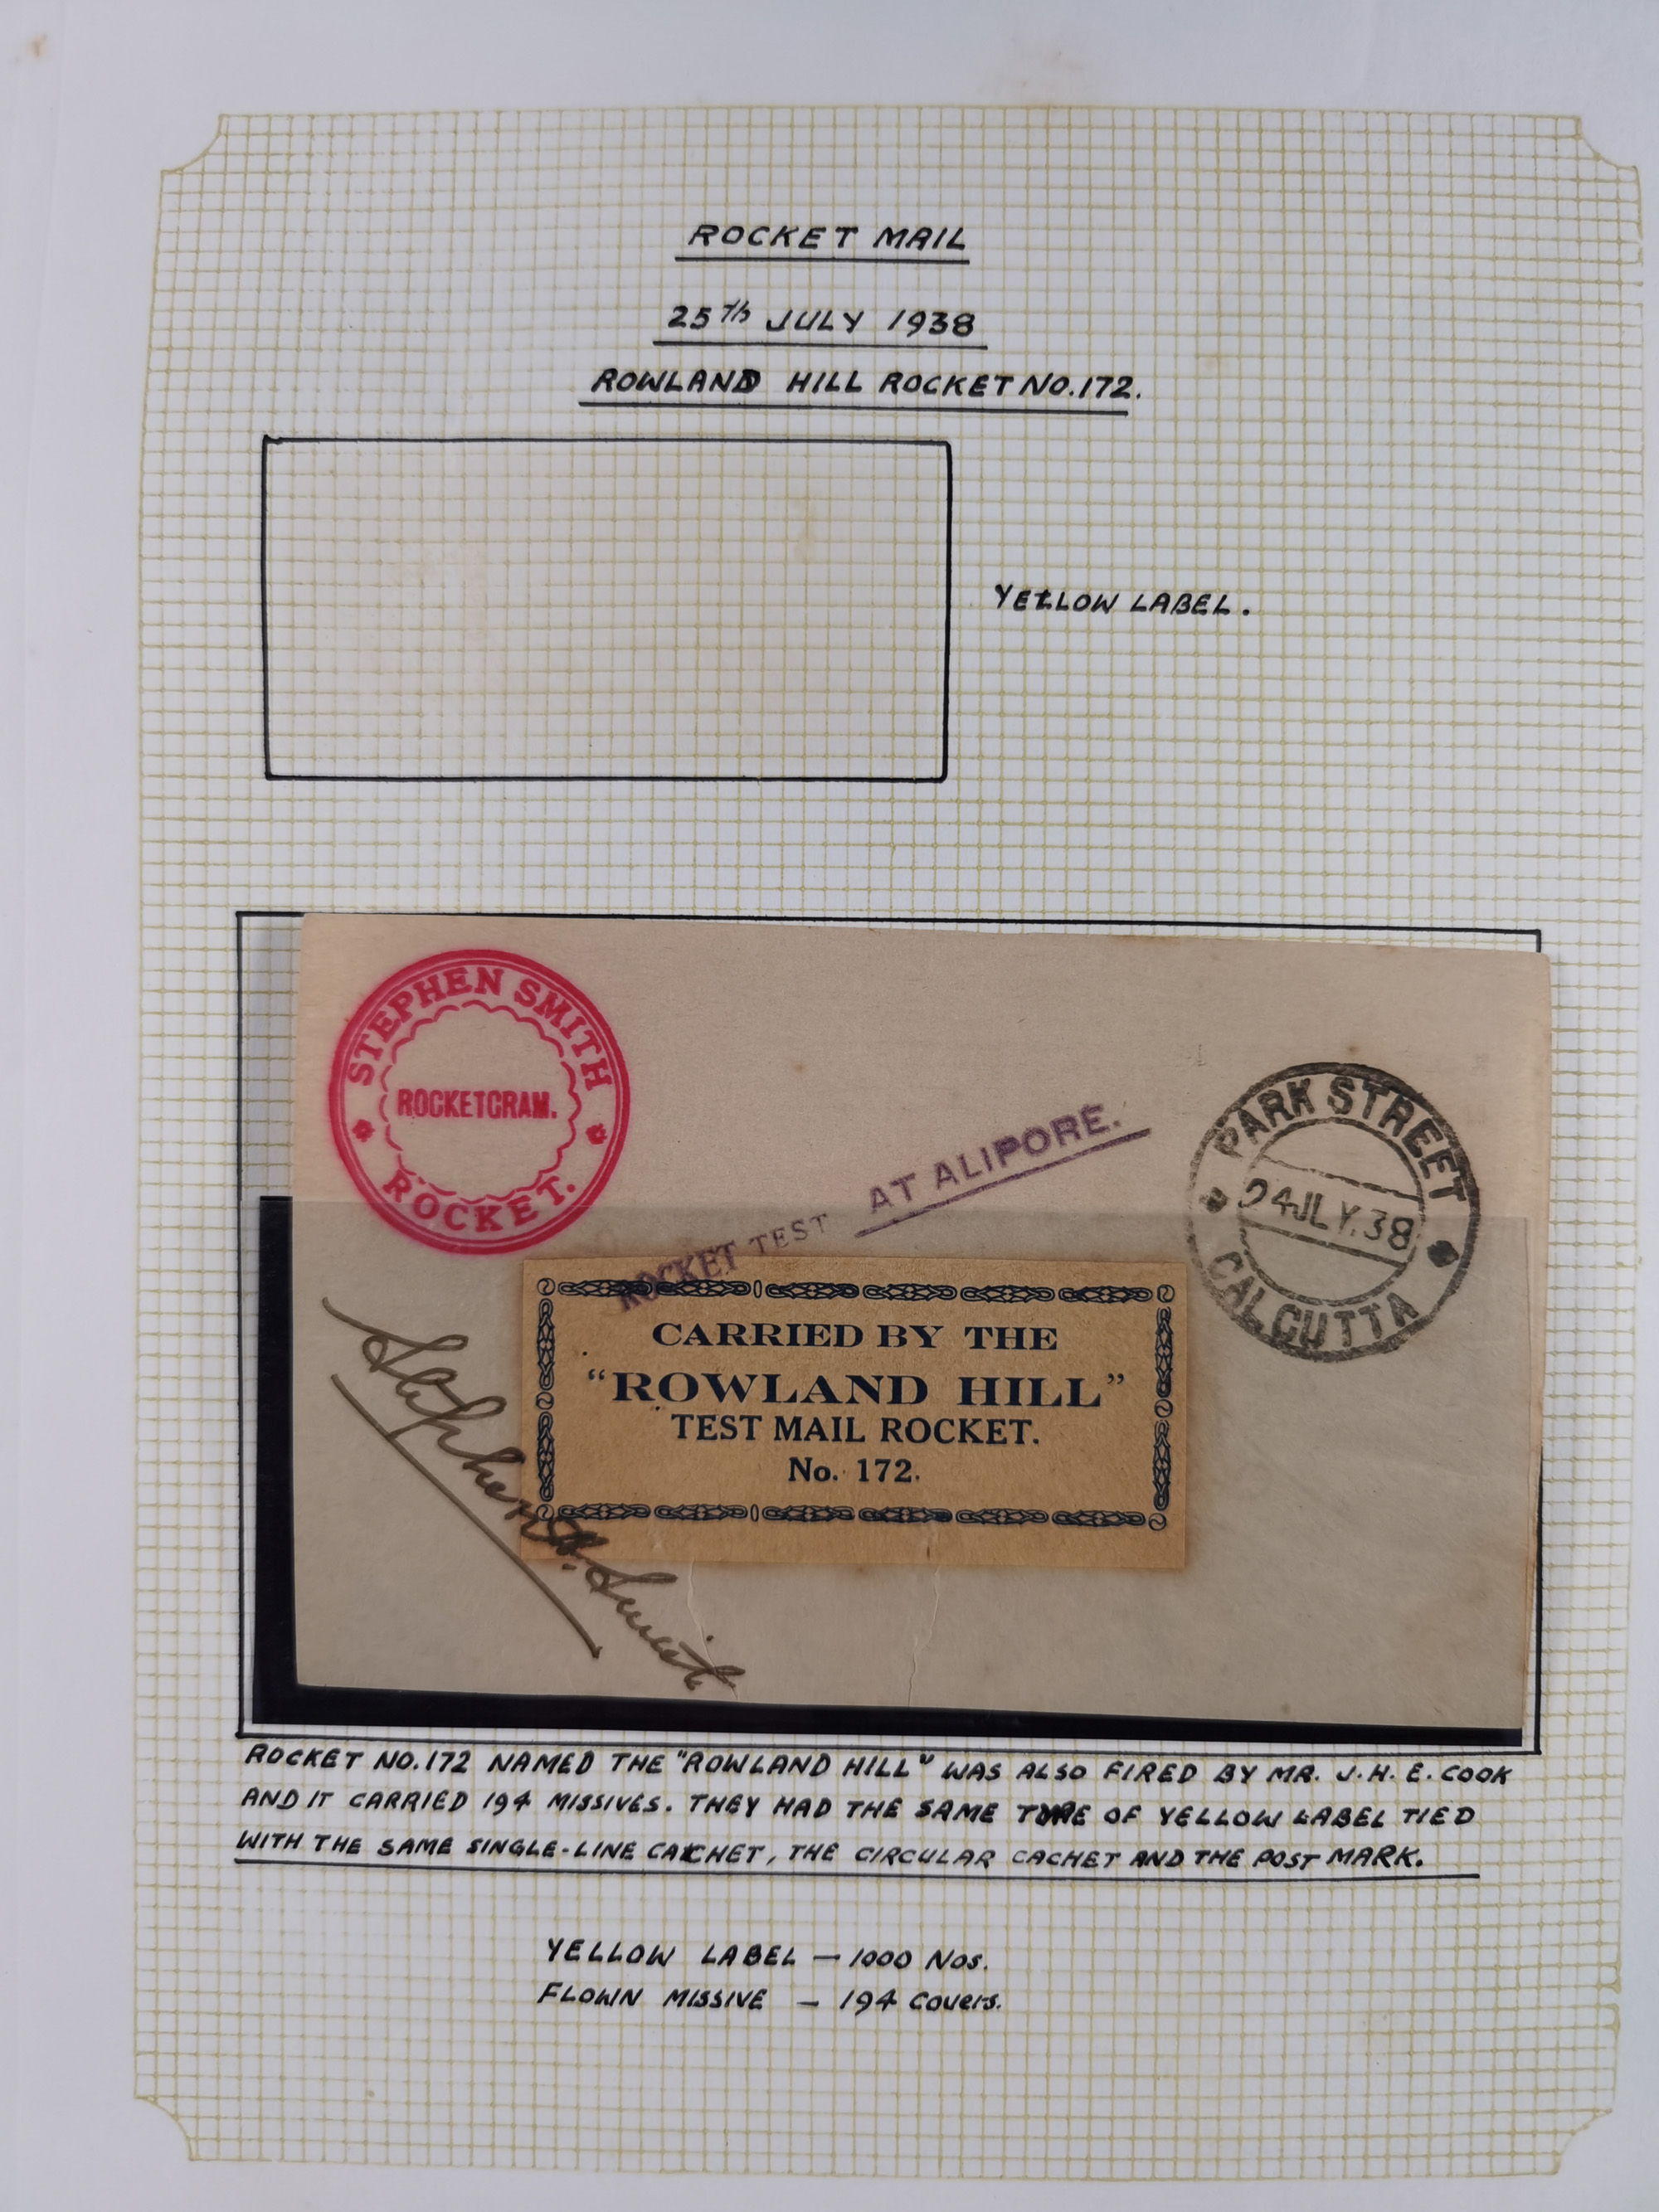 ROCKET MAIL
25Th JULY 1938
ROWLAND HILL ROCKET NO.172.
YELLOW LABEL.
STEPHEN SMITH
ROCKETGRAM.
ROCKET.
ROCKET TEST AT ALIPORE.
PARK STREET
24JLY.38
CALCUTTA
CARRIED BY THE
"ROWLAND HILL"
TEST MAIL ROCKET.
No. 172.
Stephen H. Smith
ROCKET NO.172 NAMED THE "ROWLAND HILL" WAS ALSO FIRED BY MR. J.H.E.COOK
AND IT CARRIED 194 MISSIVES. THEY HAD THE SAME TYPE OF YELLOW LABEL TIED
WITH THE SAME SINGLE-LINE CACHET, THE CIRCULAR CACHET AND THE POST MARK.
YELLOW LABEL — 1000 Nos.
FLOWN MISSIVE — 194 Covers.